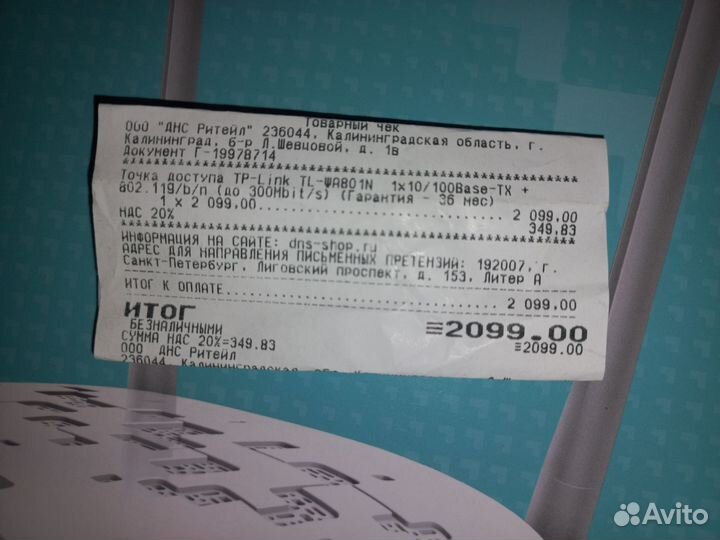 Товарный чек
ООО "ДНС Ритейл" 236044, Калининградская область, г.
Калининград, б-р Л.Шевцовой, д. 1в
Документ Г-19978714
Точка доступа TP-Link TL-WA801N 1x10/100Base-TX +
802.11g/b/n (до 300Mbit/s) (Гарантия - 36 мес)
1 x 2 099.00 2 099.00
НДС 20% 349.83
ИНФОРМАЦИЯ НА САЙТЕ: dns-shop.ru
АДРЕС ДЛЯ НАПРАВЛЕНИЯ ПИСЬМЕННЫХ ПРЕТЕНЗИЙ: 192007, г.
Санкт-Петербург, Лиговский проспект, д. 153, Литер А
ИТОГ К ОПЛАТЕ 2 099.00
ИТОГ ≡2099.00
БЕЗНАЛИЧНЫМИ ≡2099.00
СУММА НДС 20%=349.83
ООО ДНС Ритейл
236044, Калининградская
Avito